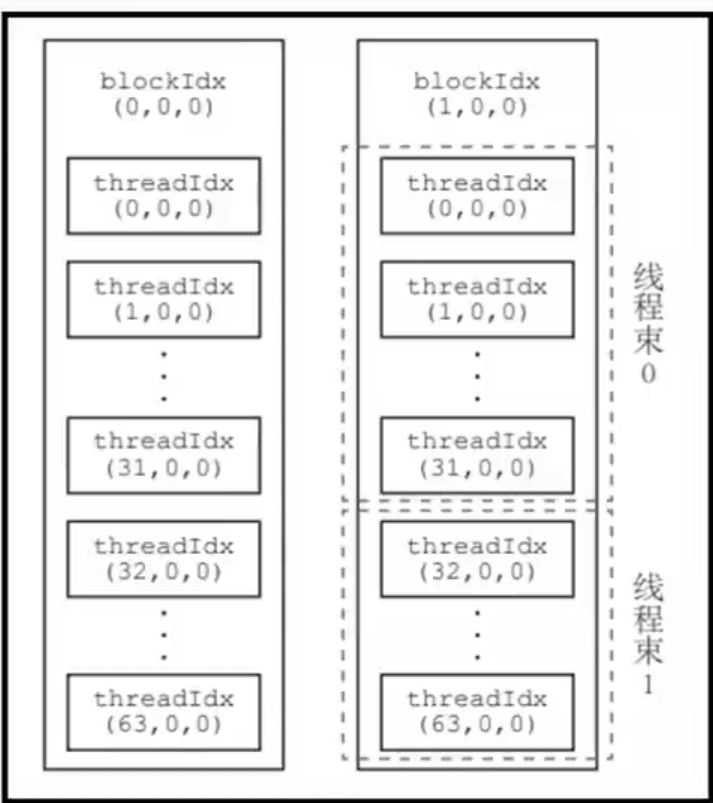 blockIdx
(0,0,0)
threadIdx
(0,0,0)
threadIdx
(1,0,0)
threadIdx
(31,0,0)
threadIdx
(32,0,0)
threadIdx
(63,0,0)
blockIdx
(1,0,0)
threadIdx
(0,0,0)
threadIdx
(1,0,0)
threadIdx
(31,0,0)
threadIdx
(32,0,0)
threadIdx
(63,0,0)
线程束0
线程束1